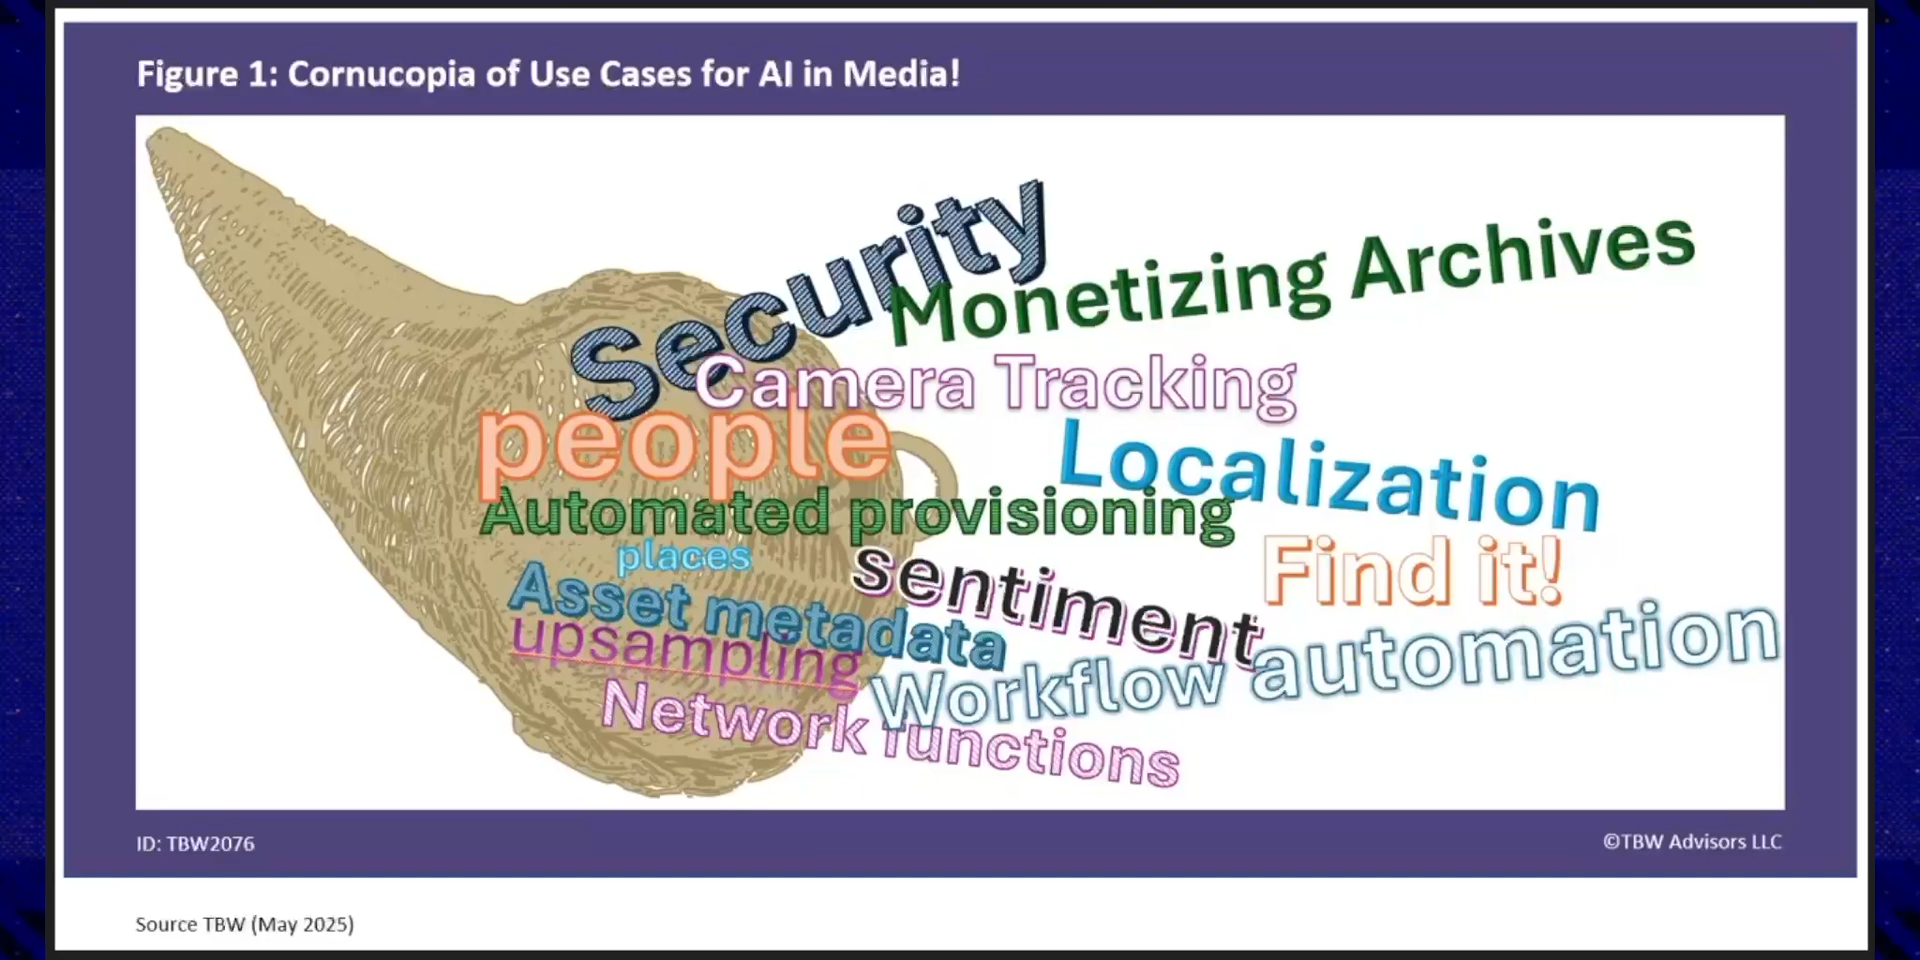 Figure 1: Cornucopia of Use Cases for AI in Media!
Security
Monetizing Archives
Camera Tracking
people
Localization
Automated provisioning
places
sentiment
Find it!
Asset metadata
upsampling
Workflow automation
Network functions
ID: TBW2076
©TBW Advisors LLC
Source TBW (May 2025)